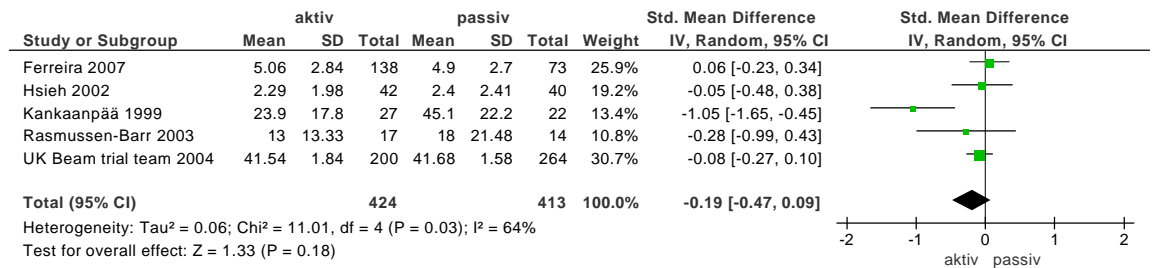 aktiv passiv Std. Mean Difference Std. Mean Difference
Study or Subgroup Mean SD Total Mean SD Total Weight IV, Random, 95% CI IV, Random, 95% CI
Ferreira 2007 5.06 2.84 138 4.9 2.7 73 25.9% 0.06 [-0.23, 0.34]
Hsieh 2002 2.29 1.98 42 2.4 2.41 40 19.2% -0.05 [-0.48, 0.38]
Kankaanpää 1999 23.9 17.8 27 45.1 22.2 22 13.4% -1.05 [-1.65, -0.45]
Rasmussen-Barr 2003 13 13.33 17 18 21.48 14 10.8% -0.28 [-0.99, 0.43]
UK Beam trial team 2004 41.54 1.84 200 41.68 1.58 264 30.7% -0.08 [-0.27, 0.10]
Total (95% CI) 424 413 100.0% -0.19 [-0.47, 0.09]
Heterogeneity: Tau² = 0.06; Chi² = 11.01, df = 4 (P = 0.03); I² = 64%
Test for overall effect: Z = 1.33 (P = 0.18)
-2 -1 0 1 2
aktiv passiv